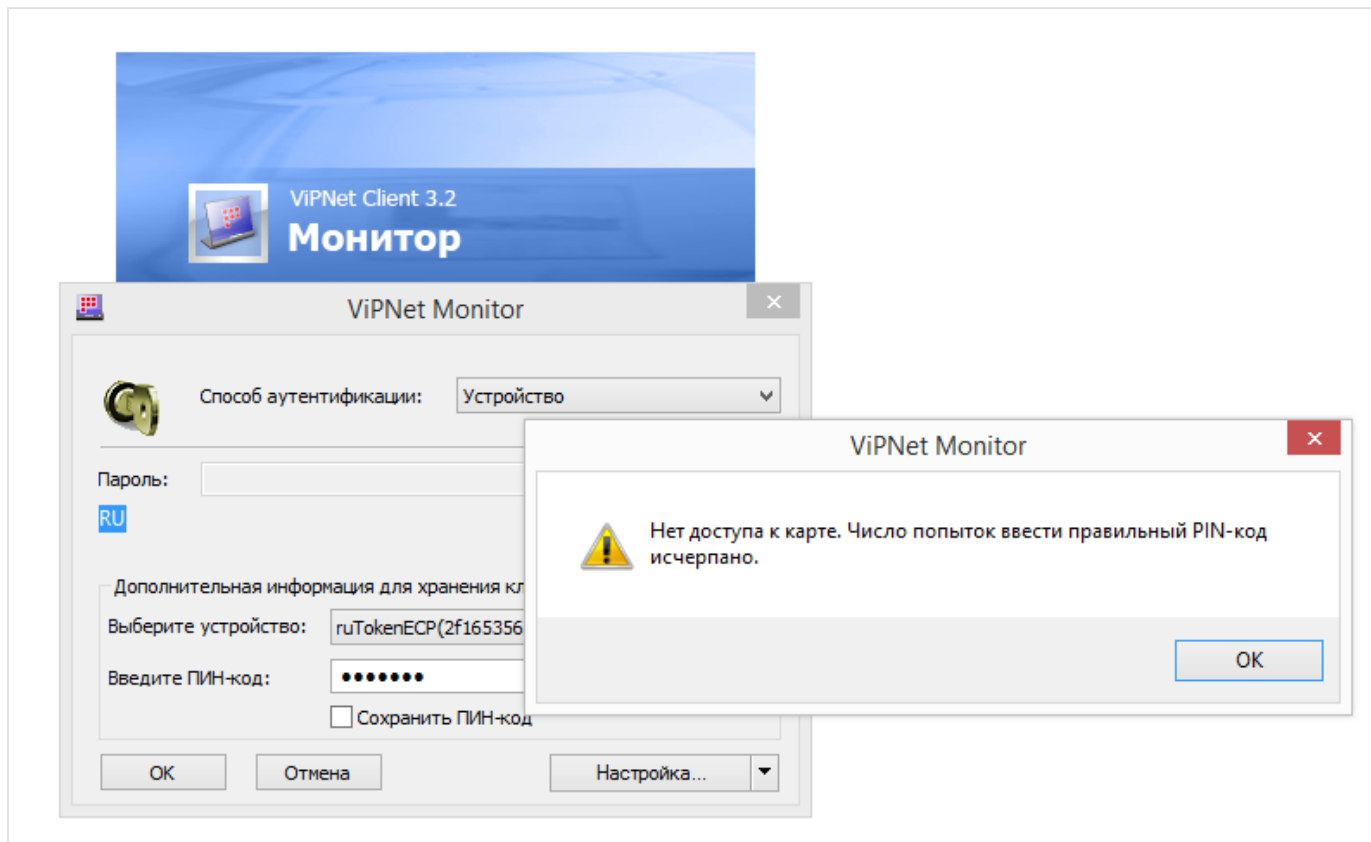 ViPNet Client 3.2
Монитор
ViPNet Monitor
Способ аутентификации: Устройство
Пароль:
RU
Дополнительная информация для хранения
Выберите устройство: ruTokenECP(2f165356
Введите ПИН-код: •••••••
Сохранить ПИН-код
OK Отмена Настройка...
ViPNet Monitor
Нет доступа к карте. Число попыток ввести правильный PIN-код
исчерпано.
OK